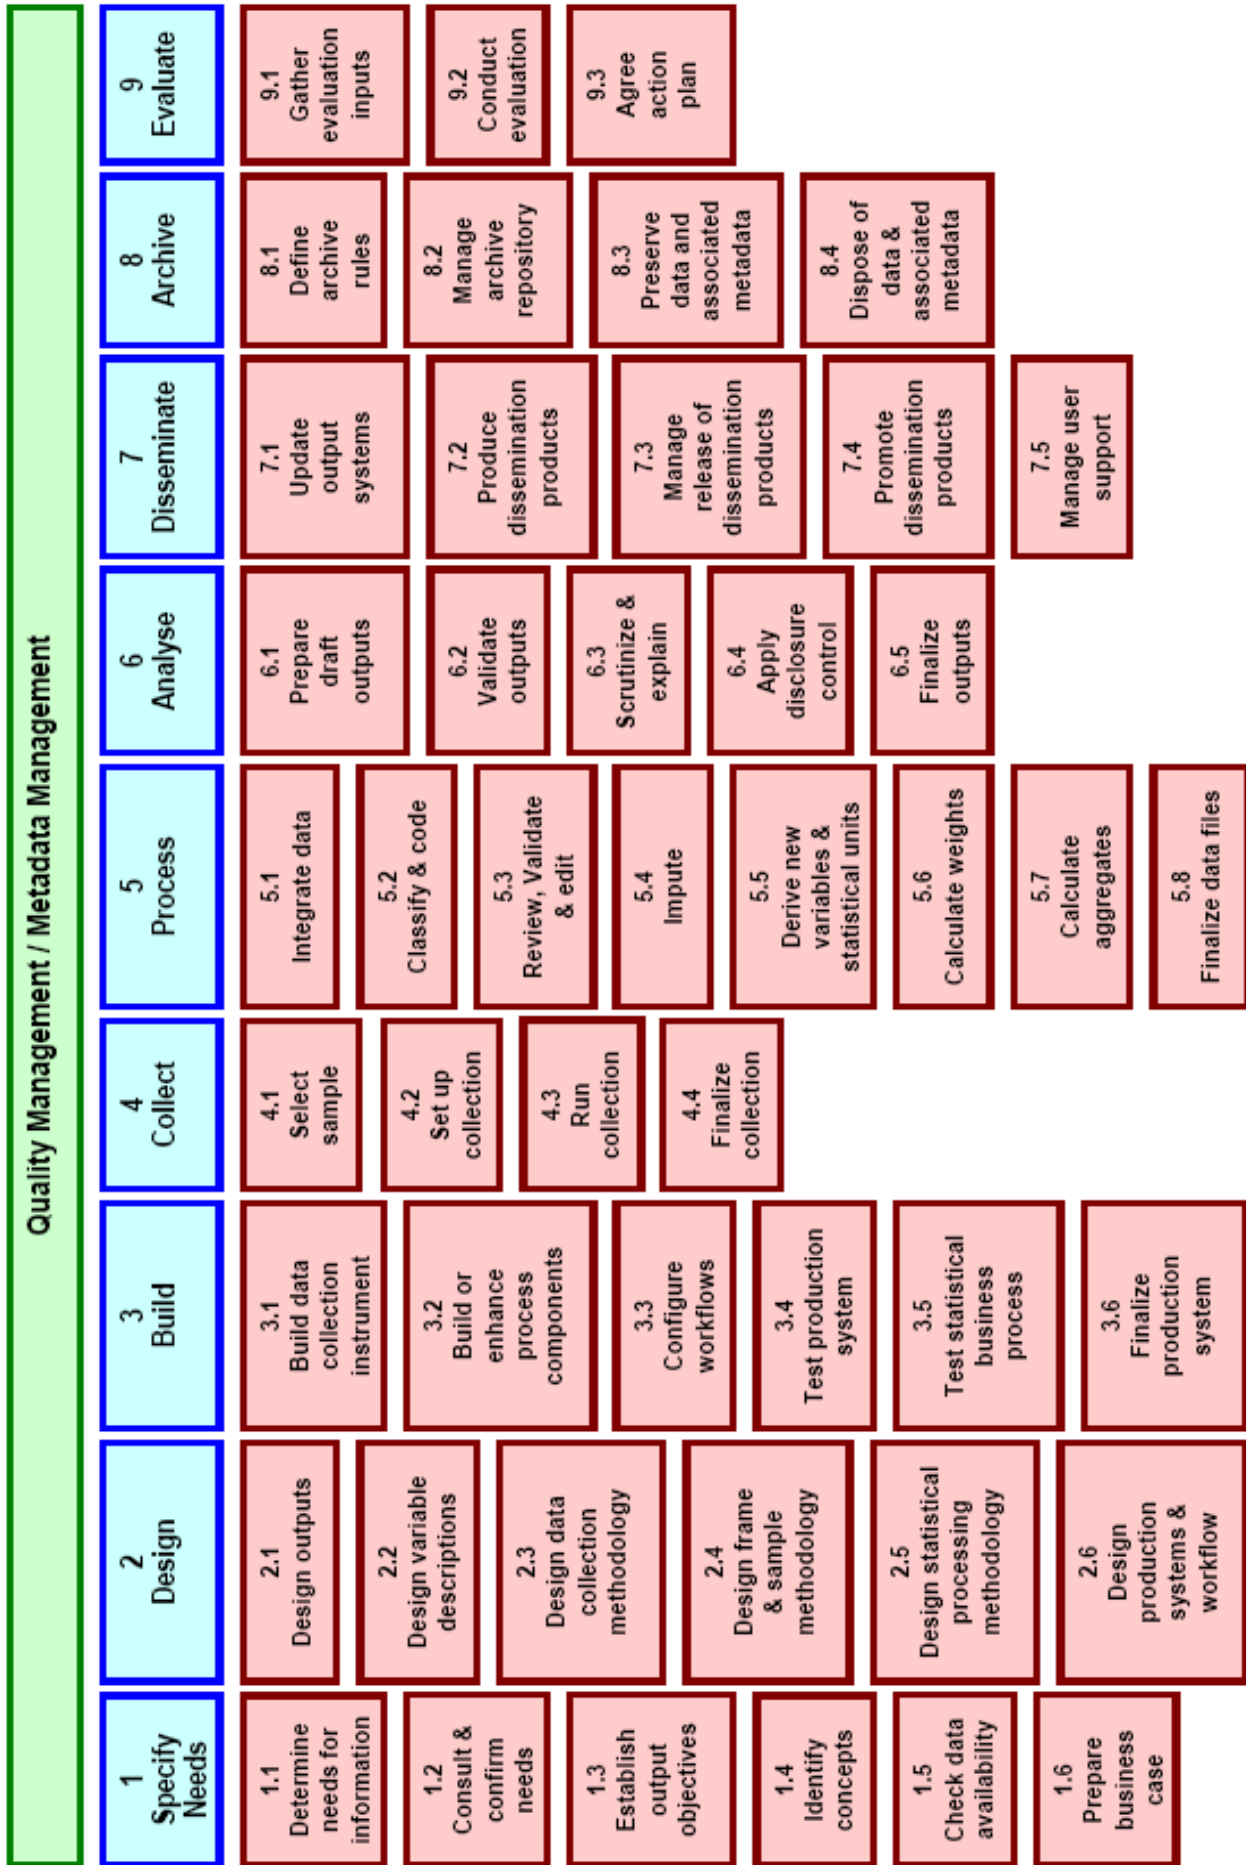 Quality Management / Metadata Management
1
Specify
Needs
2
Design
3
Build
4
Collect
5
Process
6
Analyse
7
Disseminate
8
Archive
9
Evaluate
1.1
Determine
needs for
information
1.2
Consult &
confirm
needs
1.3
Establish
output
objectives
1.4
Identify
concepts
1.5
Check data
availability
1.6
Prepare
business
case
2.1
Design outputs
2.2
Design variable
descriptions
2.3
Design data
collection
methodology
2.4
Design frame
& sample
methodology
2.5
Design statistical
processing
methodology
2.6
Design
production
systems &
workflow
3.1
Build data
collection
instrument
3.2
Build or
enhance
process
components
3.3
Configure
workflows
3.4
Test production
system
3.5
Test statistical
business
process
3.6
Finalize
production
system
4.1
Select
sample
4.2
Set up
collection
4.3
Run
collection
4.4
Finalize
collection
5.1
Integrate data
5.2
Classify & code
5.3
Review, Validate
& edit
5.4
Impute
5.5
Derive new
variables &
statistical units
5.6
Calculate weights
5.7
Calculate
aggregates
5.8
Finalize data files
6.1
Prepare
draft
outputs
6.2
Validate
outputs
6.3
Scrutinize &
explain
6.4
Apply
disclosure
control
6.5
Finalize
outputs
7.1
Update
output
systems
7.2
Produce
dissemination
products
7.3
Manage
release of
dissemination
products
7.4
Promote
dissemination
products
7.5
Manage user
support
8.1
Define
archive
rules
8.2
Manage
archive
repository
8.3
Preserve
data and
associated
metadata
8.4
Dispose of
data &
associated
metadata
9.1
Gather
evaluation
inputs
9.2
Conduct
evaluation
9.3
Agree
action
plan